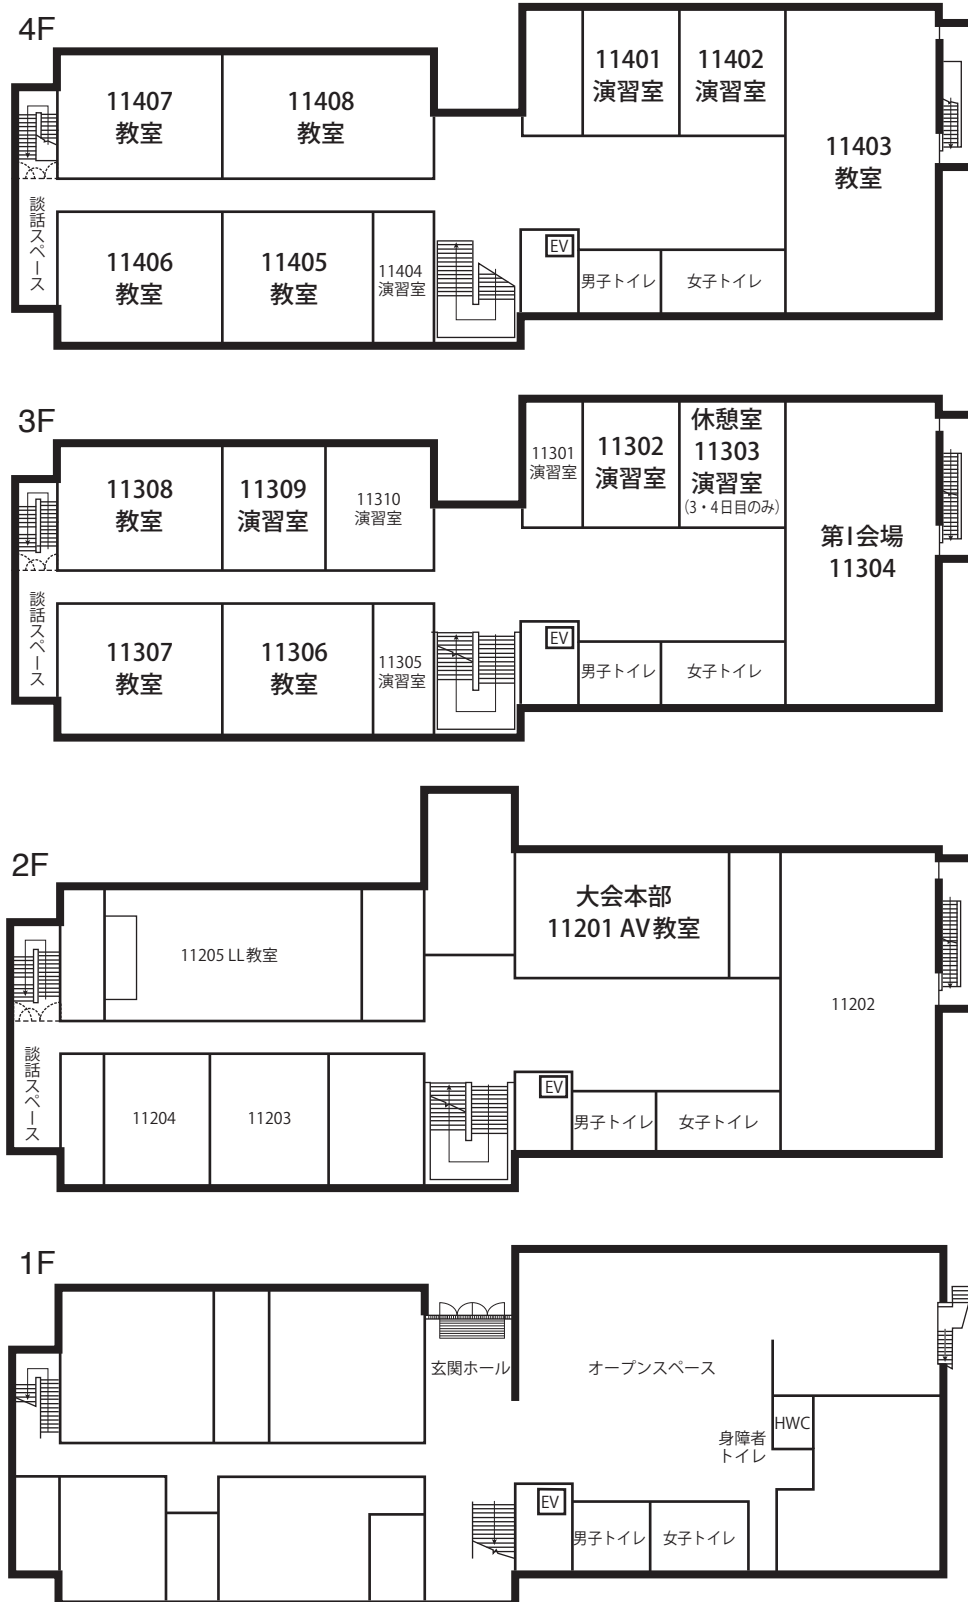 4F
11401
演習室
11402
演習室
11407
教室
11408
教室
11403
教室
談話スペース
11406
教室
11405
教室
11404
演習室
EV
男子トイレ
女子トイレ
3F
11308
教室
11309
演習室
11310
演習室
11301
演習室
11302
演習室
休憩室
11303
演習室
(3・4日目のみ)
第I会場
11304
談話スペース
11307
教室
11306
教室
11305
演習室
EV
男子トイレ
女子トイレ
2F
大会本部
11201 AV教室
11205 LL教室
11202
談話スペース
11204
11203
EV
男子トイレ
女子トイレ
1F
玄関ホール
オープンスペース
HWC
身障者
トイレ
EV
男子トイレ
女子トイレ